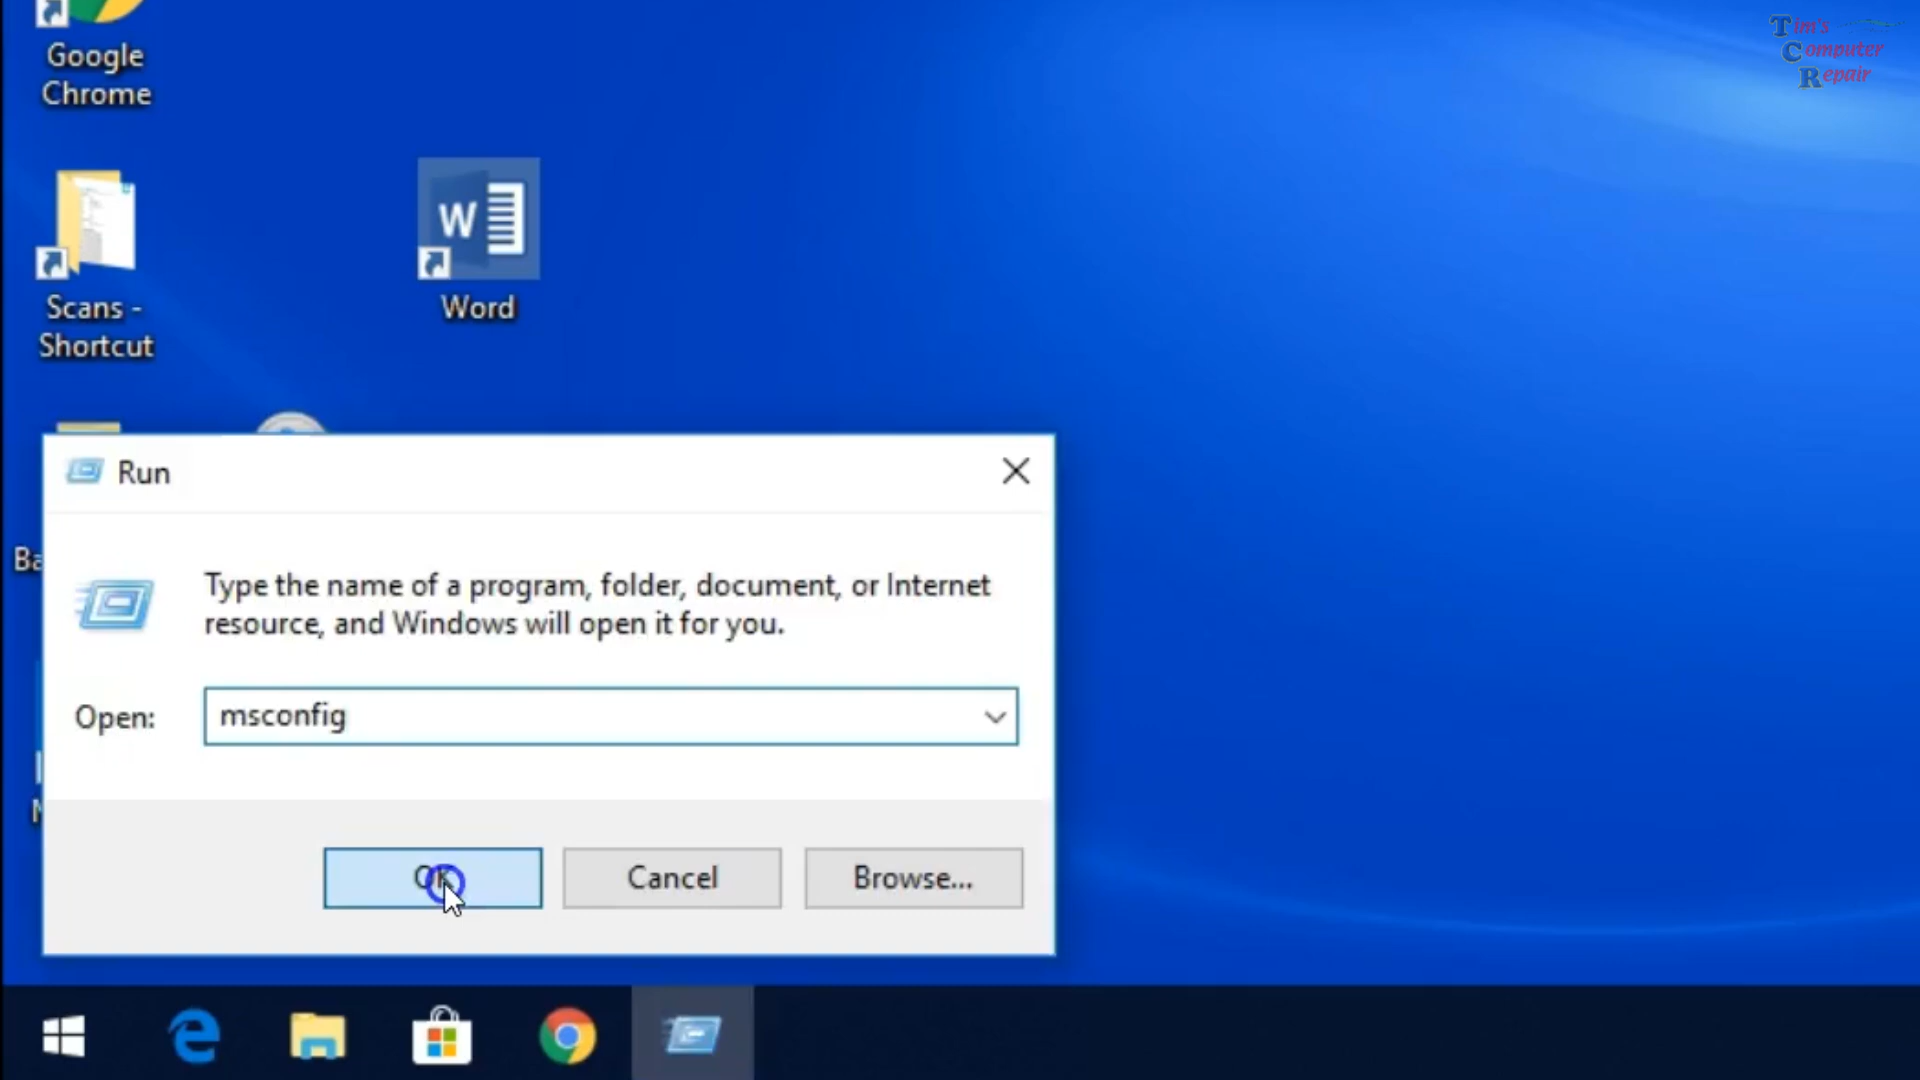 Tim's
Computer
Repair
Google
Chrome
W
Scans -
Shortcut
Word
Run
Ba
Type the name of a program, folder, document, or Internet
resource, and Windows will open it for you.
Open: msconfig
OK Cancel Browse...